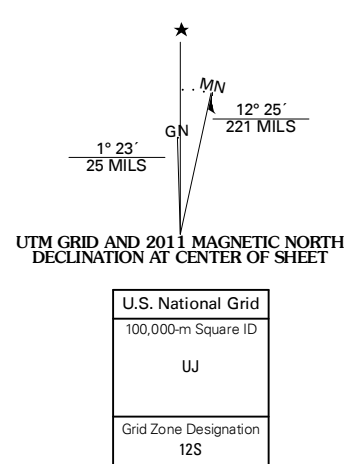 MN
12° 25´
221 MILS
GN
1° 23´
25 MILS
UTM GRID AND 2011 MAGNETIC NORTH
DECLINATION AT CENTER OF SHEET
U.S. National Grid
100,000-m Square ID
UJ
Grid Zone Designation
12S